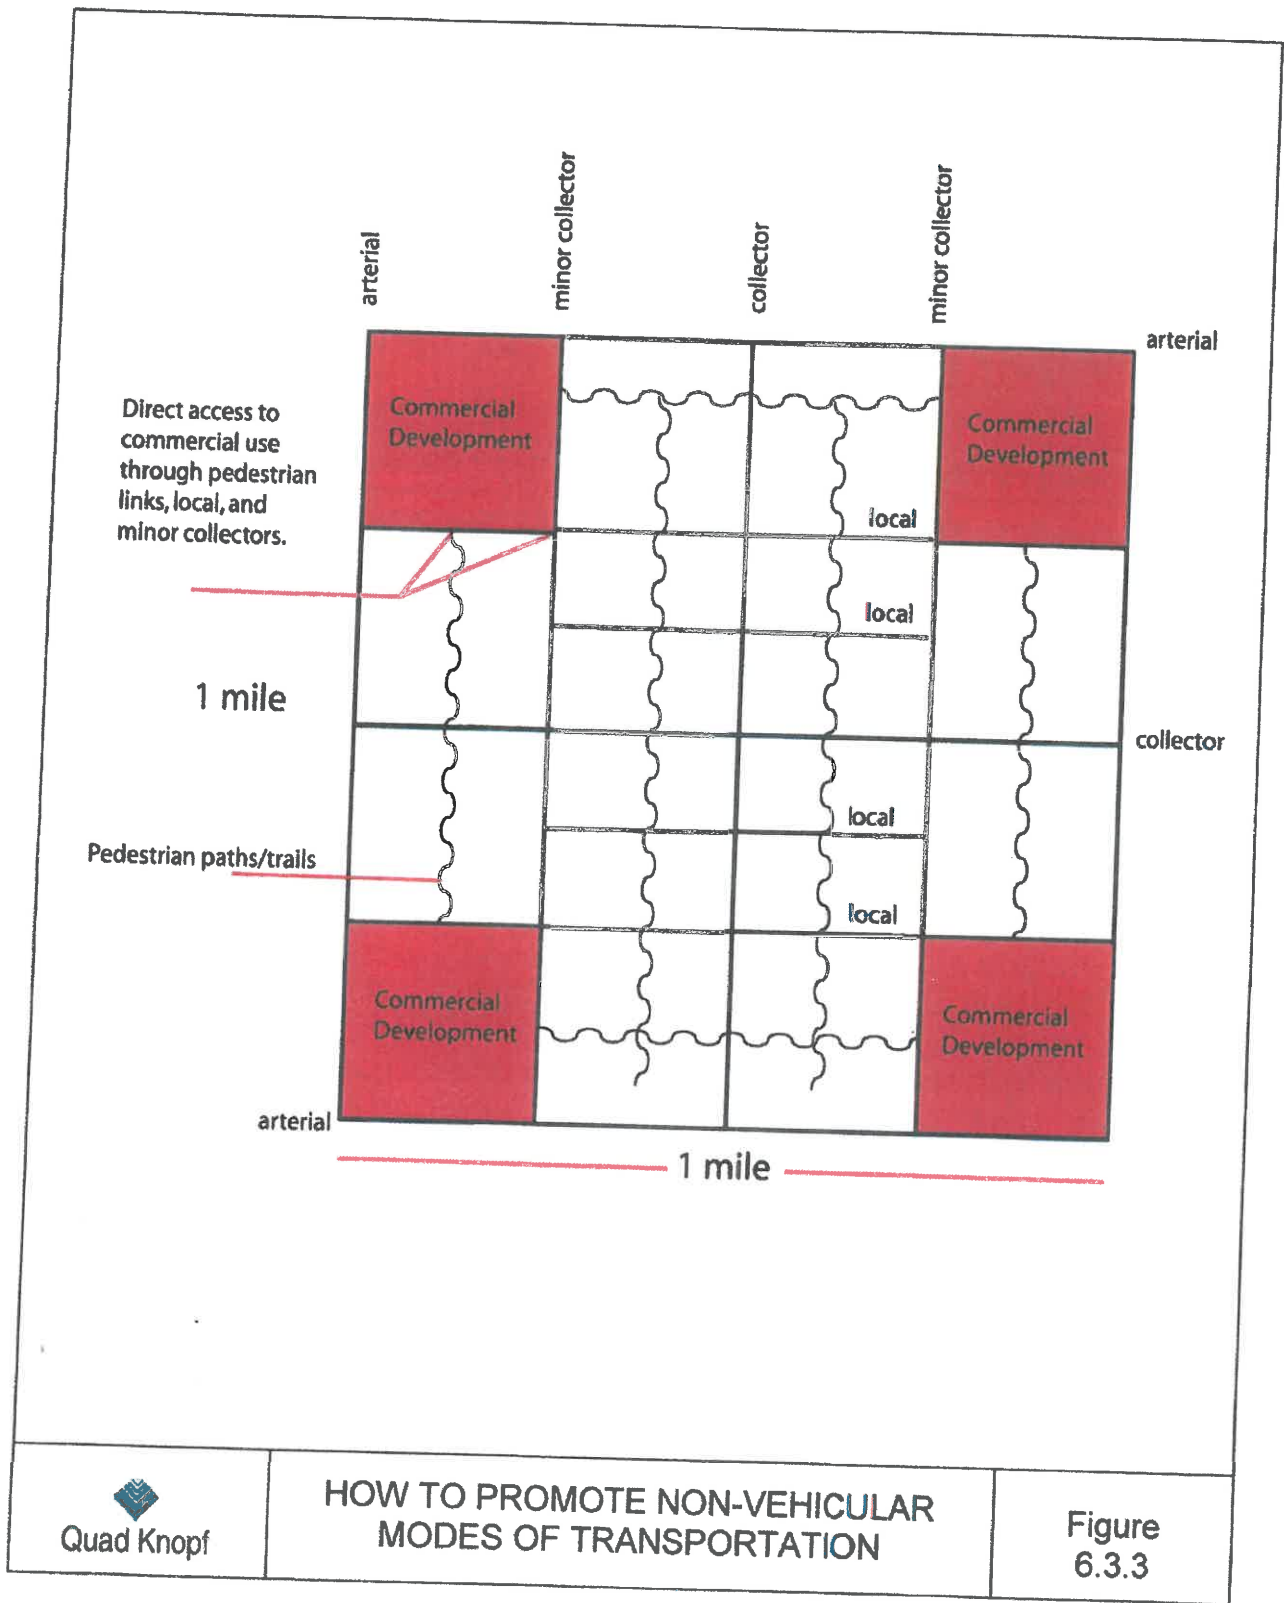 arterial
minor collector
collector
minor collector
arterial
Direct access to
commercial use
through pedestrian
links, local, and
minor collectors.
Commercial
Development
Commercial
Development
local
local
1 mile
collector
local
Pedestrian paths/trails
local
Commercial
Development
Commercial
Development
arterial
1 mile
Quad Knopf
HOW TO PROMOTE NON-VEHICULAR
MODES OF TRANSPORTATION
Figure
6.3.3